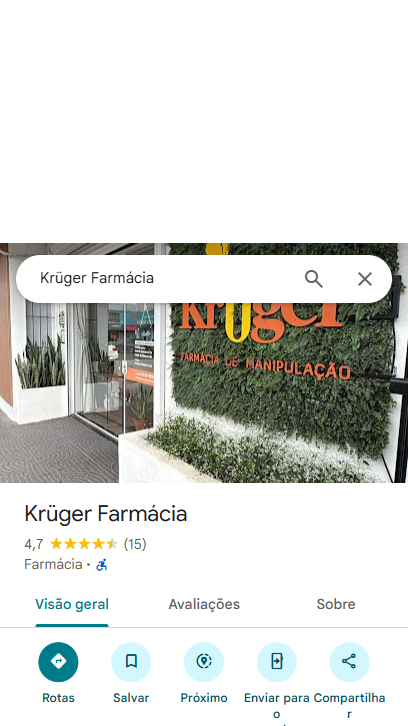 Krüger Farmácia
Krüger
FARMÁCIA DE MANIPULAÇÃO
Krüger Farmácia
4,7 (15)
Farmácia ·
Visão geral
Avaliações
Sobre
Rotas
Salvar
Próximo
Enviar para o
Compartilhar